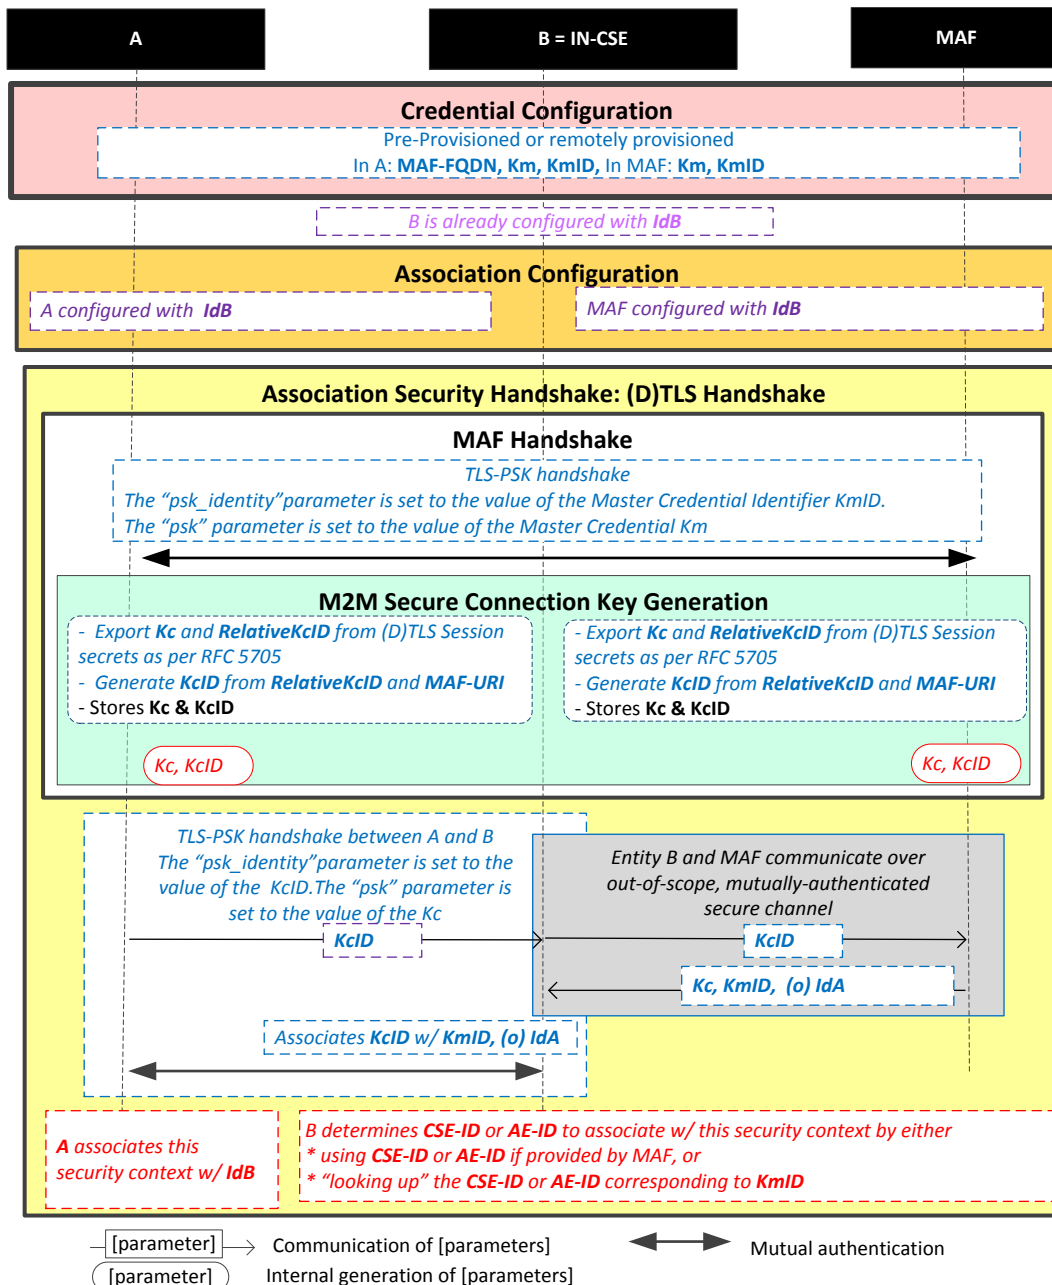 A
B = IN-CSE
MAF
Credential Configuration
Pre-Provisioned or remotely provisioned
In A: MAF-FQDN, Km, KmID, In MAF: Km, KmID
B is already configured with IdB
Association Configuration
A configured with IdB
MAF configured with IdB
Association Security Handshake: (D)TLS Handshake
MAF Handshake
TLS-PSK handshake
The “psk_identity”parameter is set to the value of the Master Credential Identifier KmID.
The “psk” parameter is set to the value of the Master Credential Km
M2M Secure Connection Key Generation
- Export Kc and RelativeKcID from (D)TLS Session
secrets as per RFC 5705
- Generate KcID from RelativeKcID and MAF-URI
- Stores Kc & KcID
- Export Kc and RelativeKcID from (D)TLS Session
secrets as per RFC 5705
- Generate KcID from RelativeKcID and MAF-URI
- Stores Kc & KcID
Kc, KcID
Kc, KcID
TLS-PSK handshake between A and B
The “psk_identity”parameter is set to the
value of the KcID.The “psk” parameter is
set to the value of the Kc
Entity B and MAF communicate over
out-of-scope, mutually-authenticated
secure channel
KcID
KcID
Kc, KmID, (o) IdA
Associates KcID w/ KmID, (o) IdA
A associates this
security context w/ IdB
B determines CSE-ID or AE-ID to associate w/ this security context by either
* using CSE-ID or AE-ID if provided by MAF, or
* “looking up” the CSE-ID or AE-ID corresponding to KmID
[parameter]
Communication of [parameters]
Mutual authentication
[parameter]
Internal generation of [parameters]